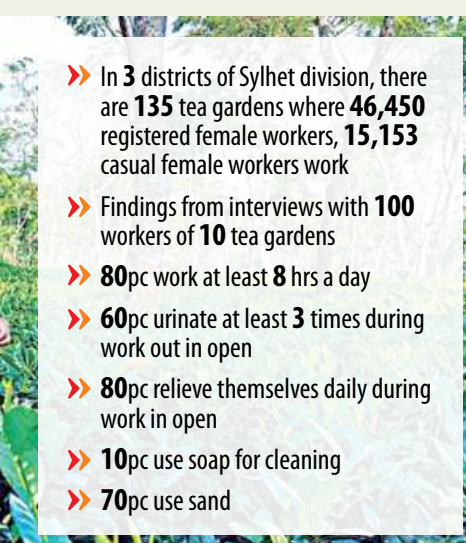 In 3 districts of Sylhet division, there
are 135 tea gardens where 46,450
registered female workers, 15,153
casual female workers work
Findings from interviews with 100
workers of 10 tea gardens
80pc work at least 8 hrs a day
60pc urinate at least 3 times during
work out in open
80pc relieve themselves daily during
work in open
10pc use soap for cleaning
70pc use sand